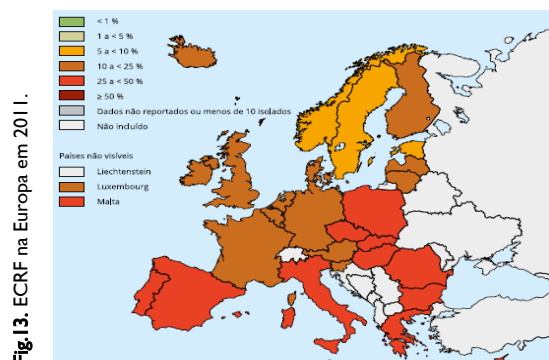 < 1 %
1 a < 5 %
5 a < 10 %
10 a < 25 %
25 a < 50 %
≥ 50 %
Dados não reportados ou menos de 10 isolados
Não incluído
Países não visíveis
Liechtenstein
Luxembourg
Malta
Fig.13. ECRF na Europa em 2011.